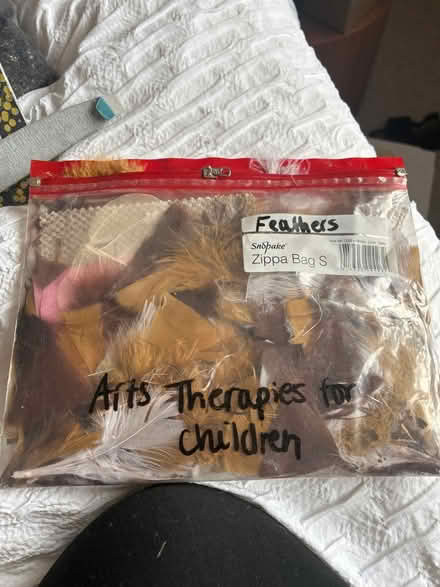 Feathers
Snopake
Zippa Bag S
Arts Therapies for
Children